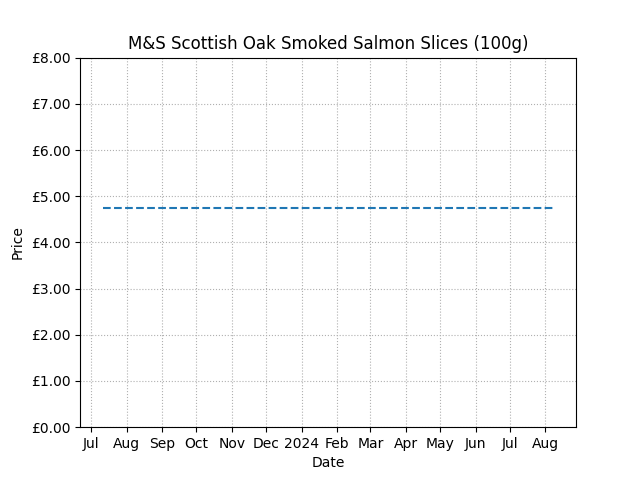 M&S Scottish Oak Smoked Salmon Slices (100g)
£8.00
£7.00
£6.00
£5.00
£4.00
£3.00
£2.00
£1.00
£0.00
Price
Jul Aug Sep Oct Nov Dec 2024 Feb Mar Apr May Jun Jul Aug
Date